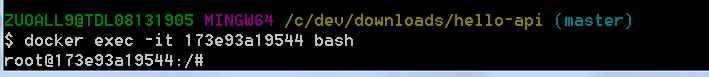 ZUOALL9@TDL08131905 MINGW64 /c/dev/downloads/hello-api (master)
$ docker exec -it 173e93a19544 bash
root@173e93a19544:/#